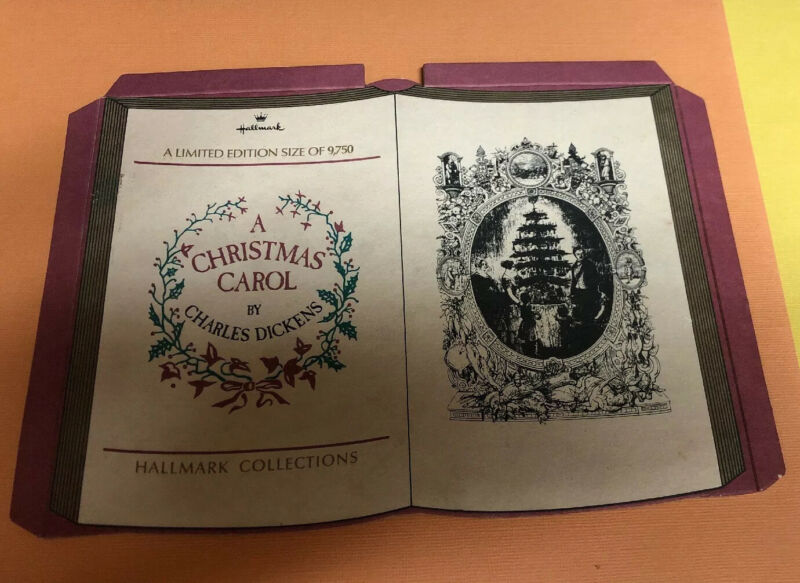 Hallmark
A LIMITED EDITION SIZE OF 9,750
A
CHRISTMAS
CAROL
BY
CHARLES DICKENS
HALLMARK COLLECTIONS